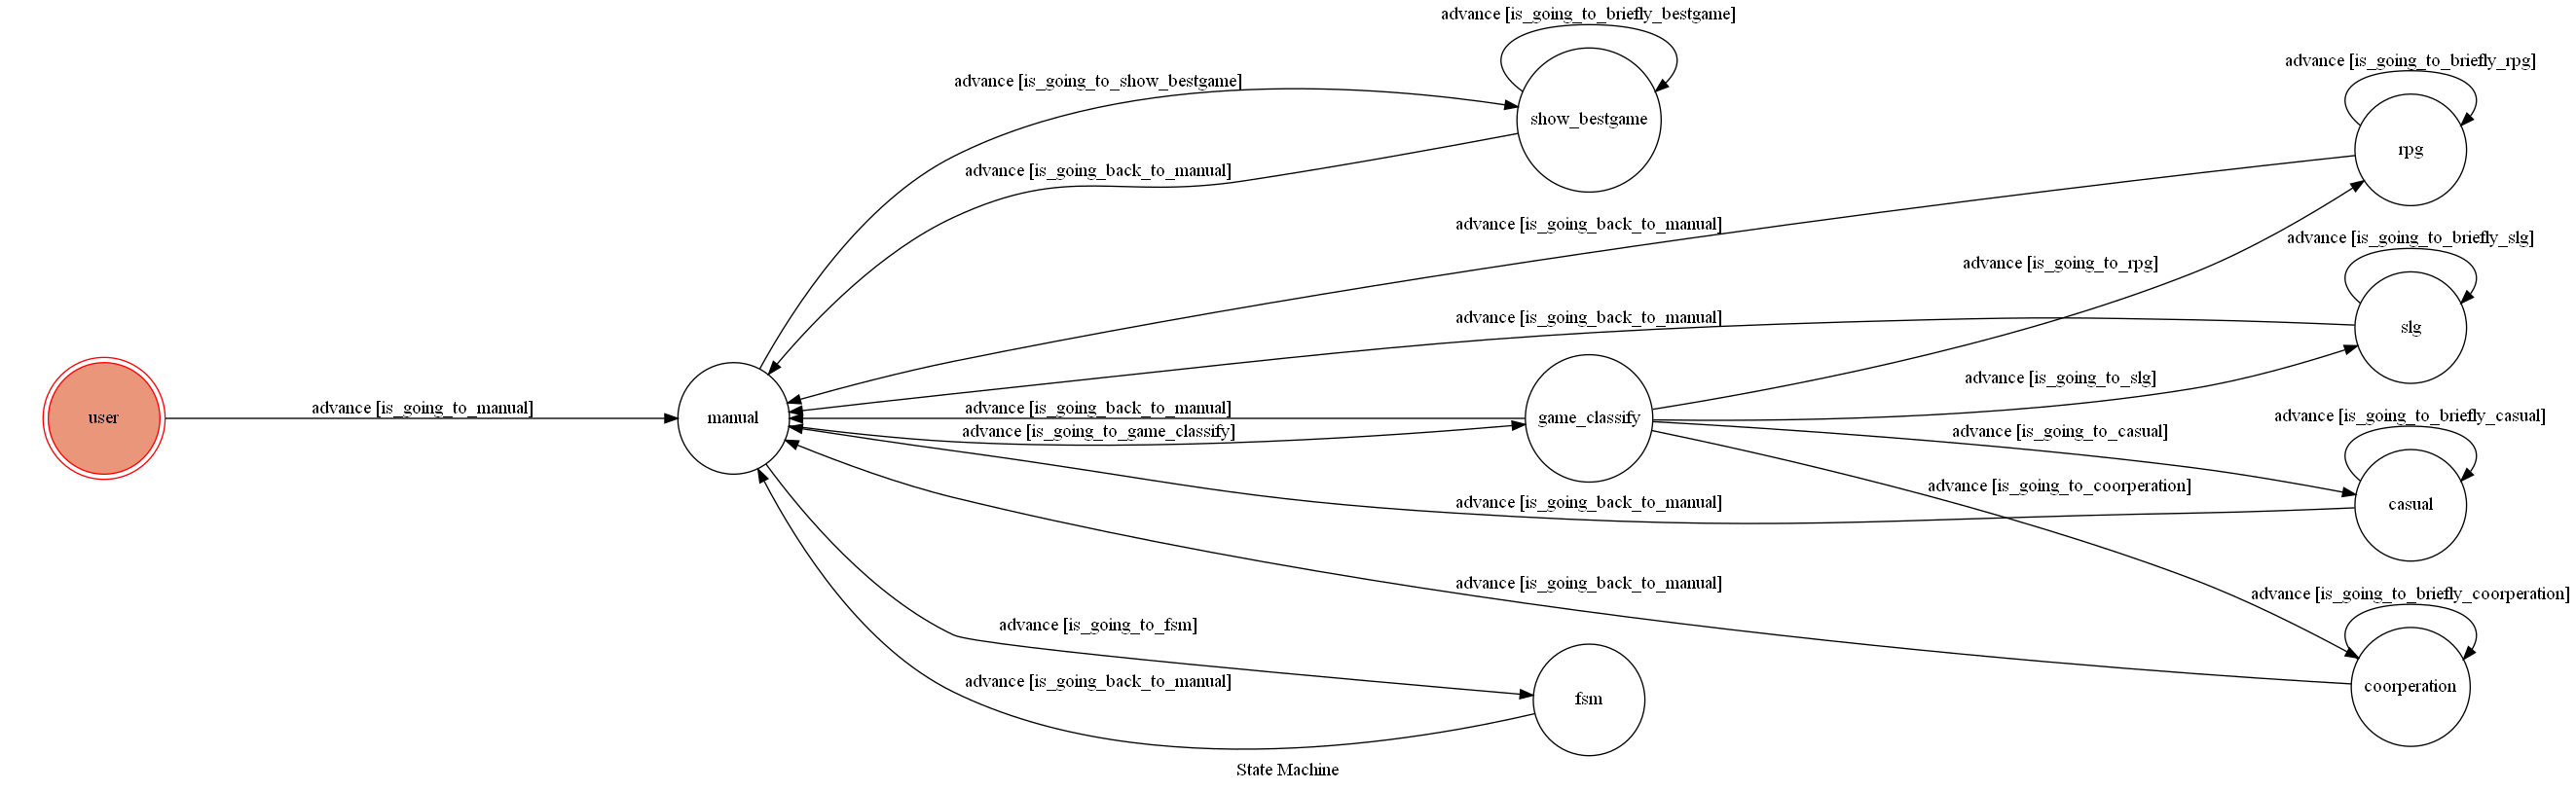 advance [is_going_to_briefly_bestgame]
advance [is_going_to_briefly_rpg]
advance [is_going_to_show_bestgame]
show_bestgame
rpg
advance [is_going_back_to_manual]
advance [is_going_back_to_manual]
advance [is_going_to_briefly_slg]
advance [is_going_to_rpg]
advance [is_going_back_to_manual]
slg
advance [is_going_to_slg]
advance [is_going_to_manual]
advance [is_going_back_to_manual]
advance [is_going_to_briefly_casual]
user
manual
game_classify
advance [is_going_to_game_classify]
advance [is_going_to_casual]
advance [is_going_to_coorperation]
advance [is_going_back_to_manual]
casual
advance [is_going_back_to_manual]
advance [is_going_to_briefly_coorperation]
advance [is_going_to_fsm]
advance [is_going_back_to_manual]
coorperation
fsm
State Machine